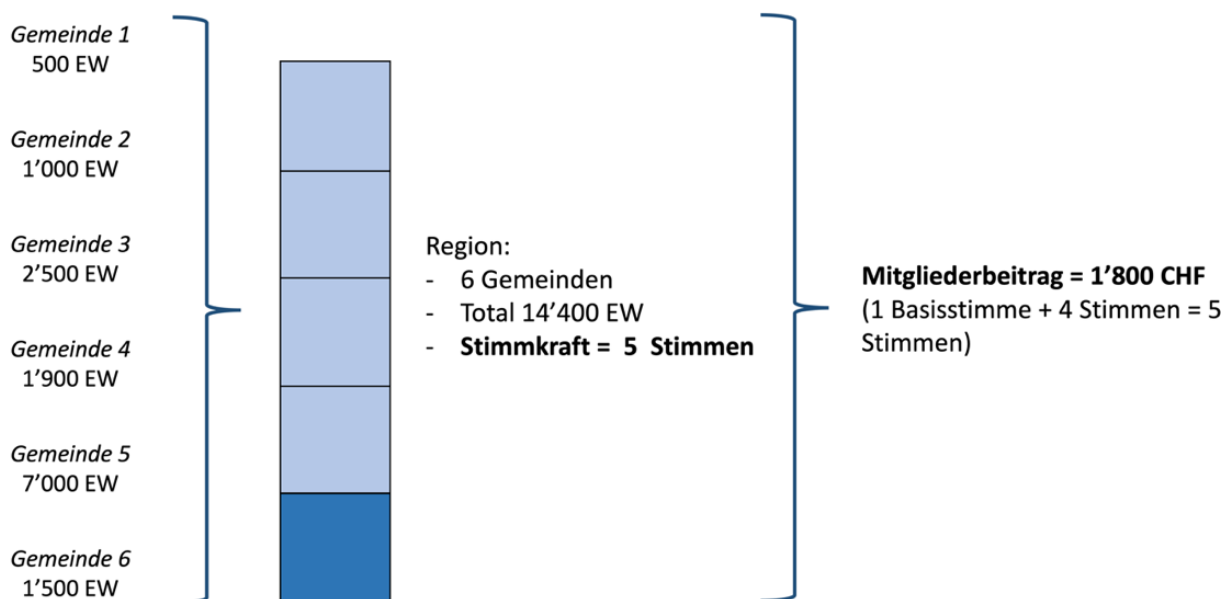 Gemeinde 1
500 EW
Gemeinde 2
1’000 EW
Gemeinde 3
2’500 EW
Gemeinde 4
1’900 EW
Gemeinde 5
7’000 EW
Gemeinde 6
1’500 EW
Region:
- 6 Gemeinden
- Total 14’400 EW
- Stimmkraft = 5 Stimmen
Mitgliederbeitrag = 1’800 CHF
(1 Basisstimme + 4 Stimmen = 5
Stimmen)